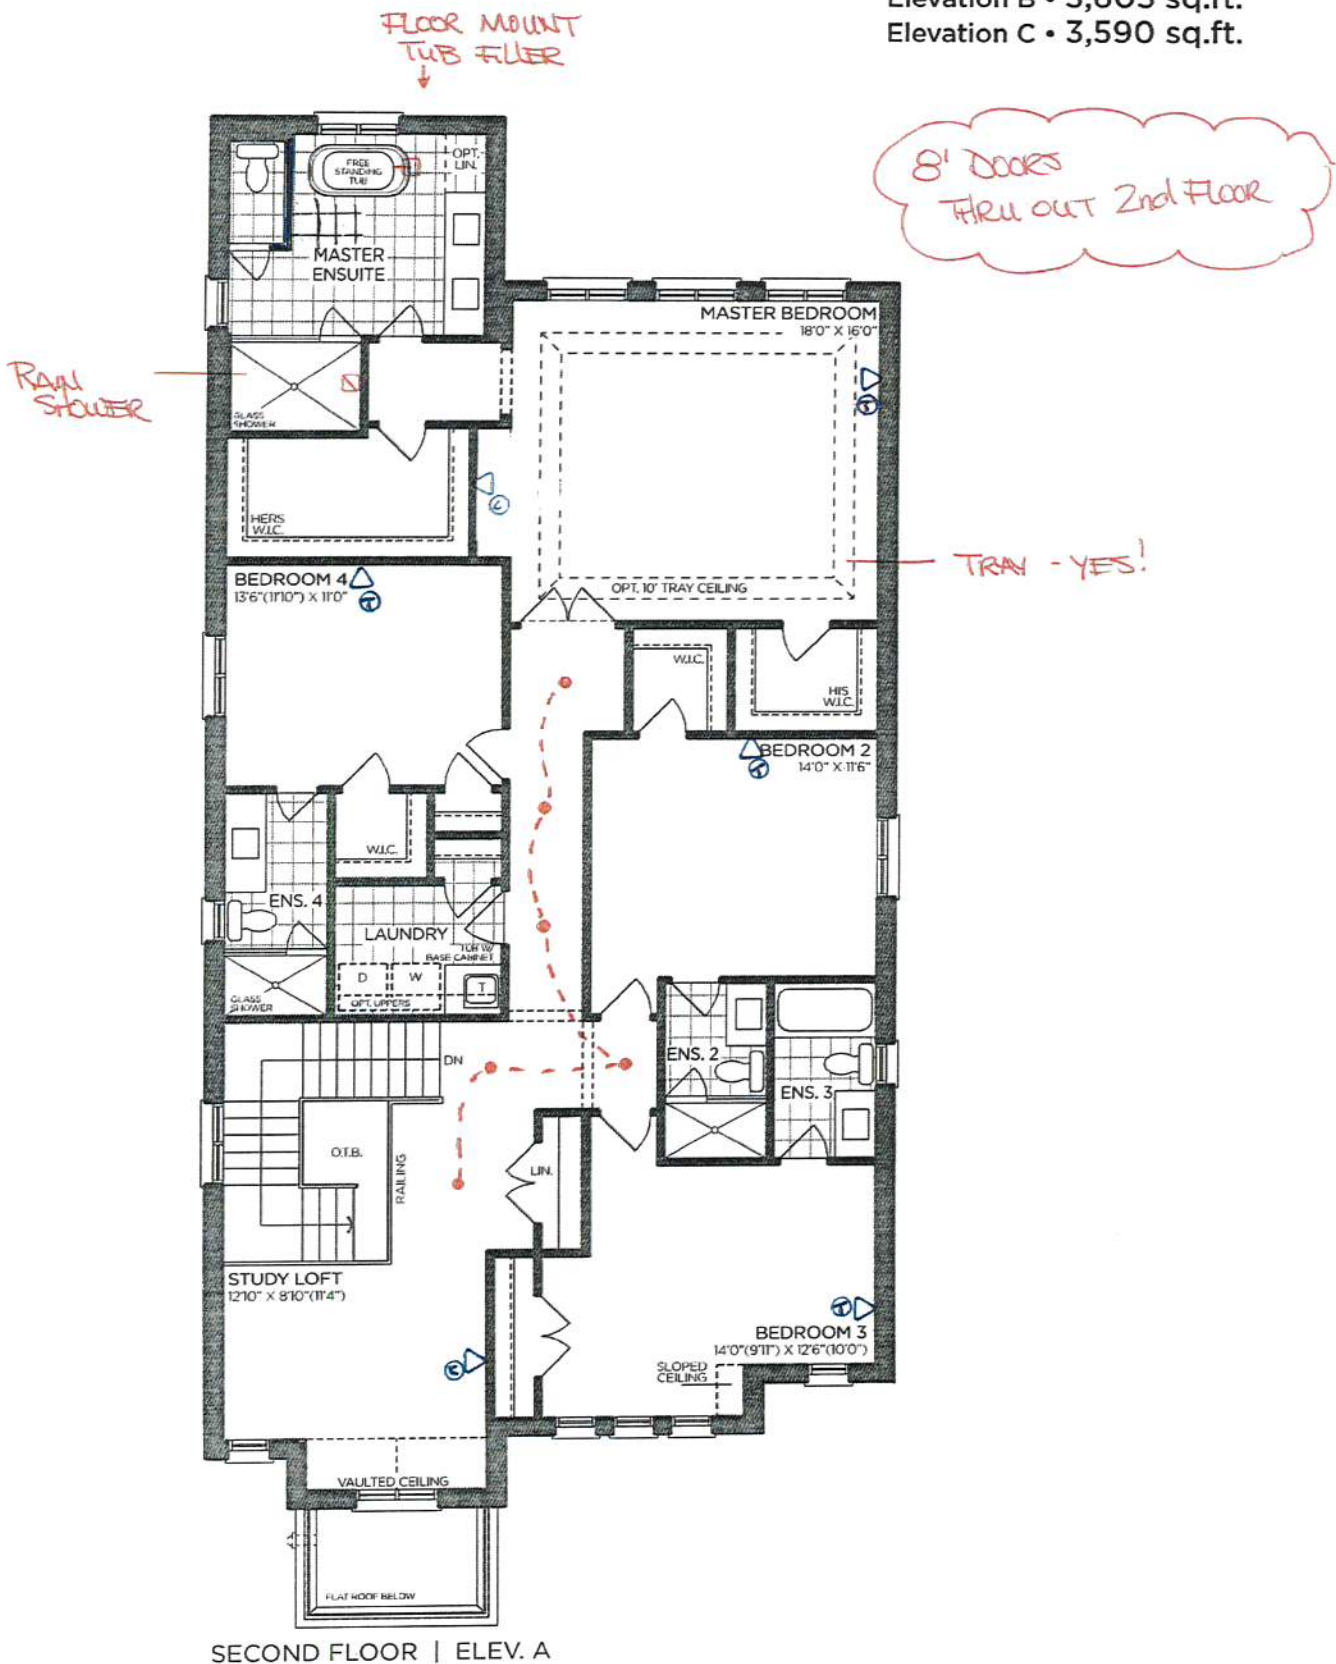 Elevation C • 3,590 sq.ft.
FLOOR MOUNT
TUB FILLER
8' DOORS
THRU OUT 2nd FLOOR
FREE
STANDING
TUB
OPT.
LIN.
MASTER
ENSUITE
MASTER BEDROOM
18'0" X 16'0"
RAIN
SHOWER
GLASS
SHOWER
T
HERS
W.I.C.
C
TRAY - YES!
BEDROOM 4
13'6"(11'10") X 11'0"
T
OPT. 10' TRAY CEILING
W.I.C.
HIS
W.I.C.
BEDROOM 2
14'0" X 11'6"
T
W.I.C.
ENS. 4
LAUNDRY
TUB W/
BASE CABINET
D
W
T
OPT. UPPERS
GLASS
SHOWER
DN
ENS. 2
ENS. 3
O.T.B.
RAILING
LIN.
STUDY LOFT
12'10" X 8'10"(11'4")
T
BEDROOM 3
14'0"(9'11") X 12'6"(10'0")
SLOPED
CEILING
VAULTED CEILING
FLAT ROOF BELOW
SECOND FLOOR | ELEV. A